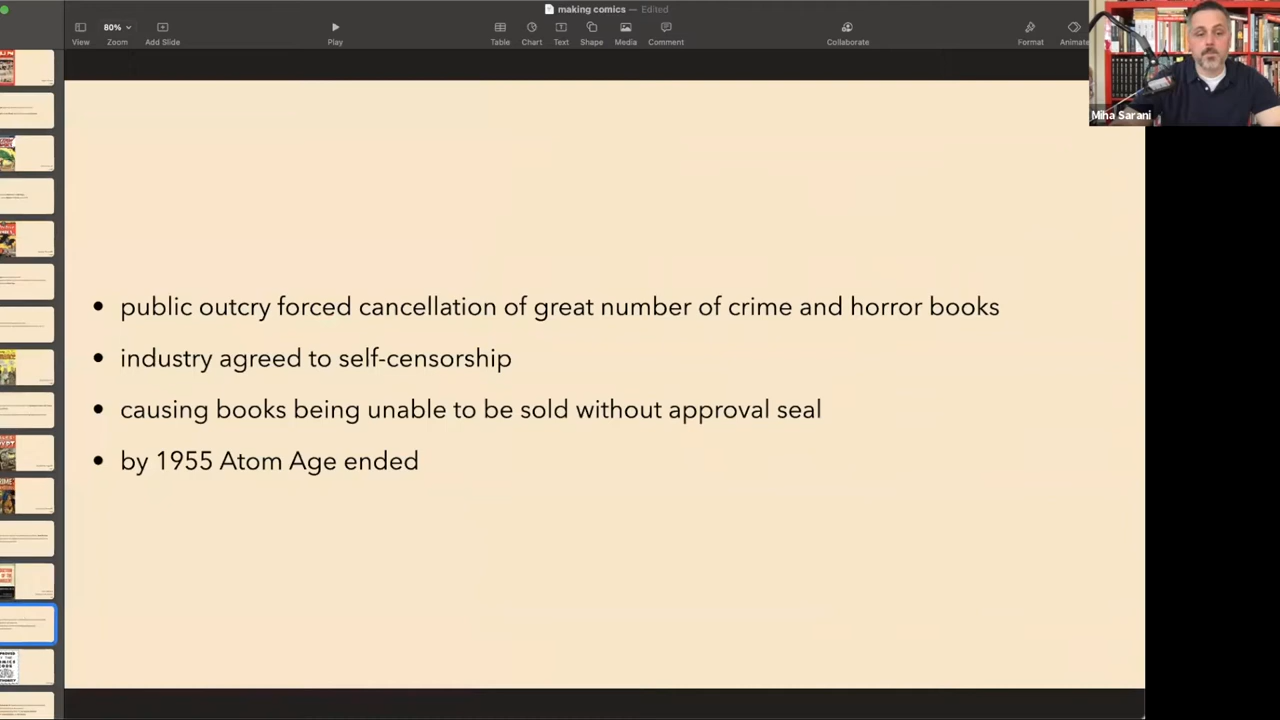 making comics — Edited
80%
View
Zoom
Add Slide
Play
Table
Chart
Text
Shape
Media
Comment
Collaborate
Format
Animate
Miha Sarani
• public outcry forced cancellation of great number of crime and horror books
• industry agreed to self-censorship
• causing books being unable to be sold without approval seal
• by 1955 Atom Age ended